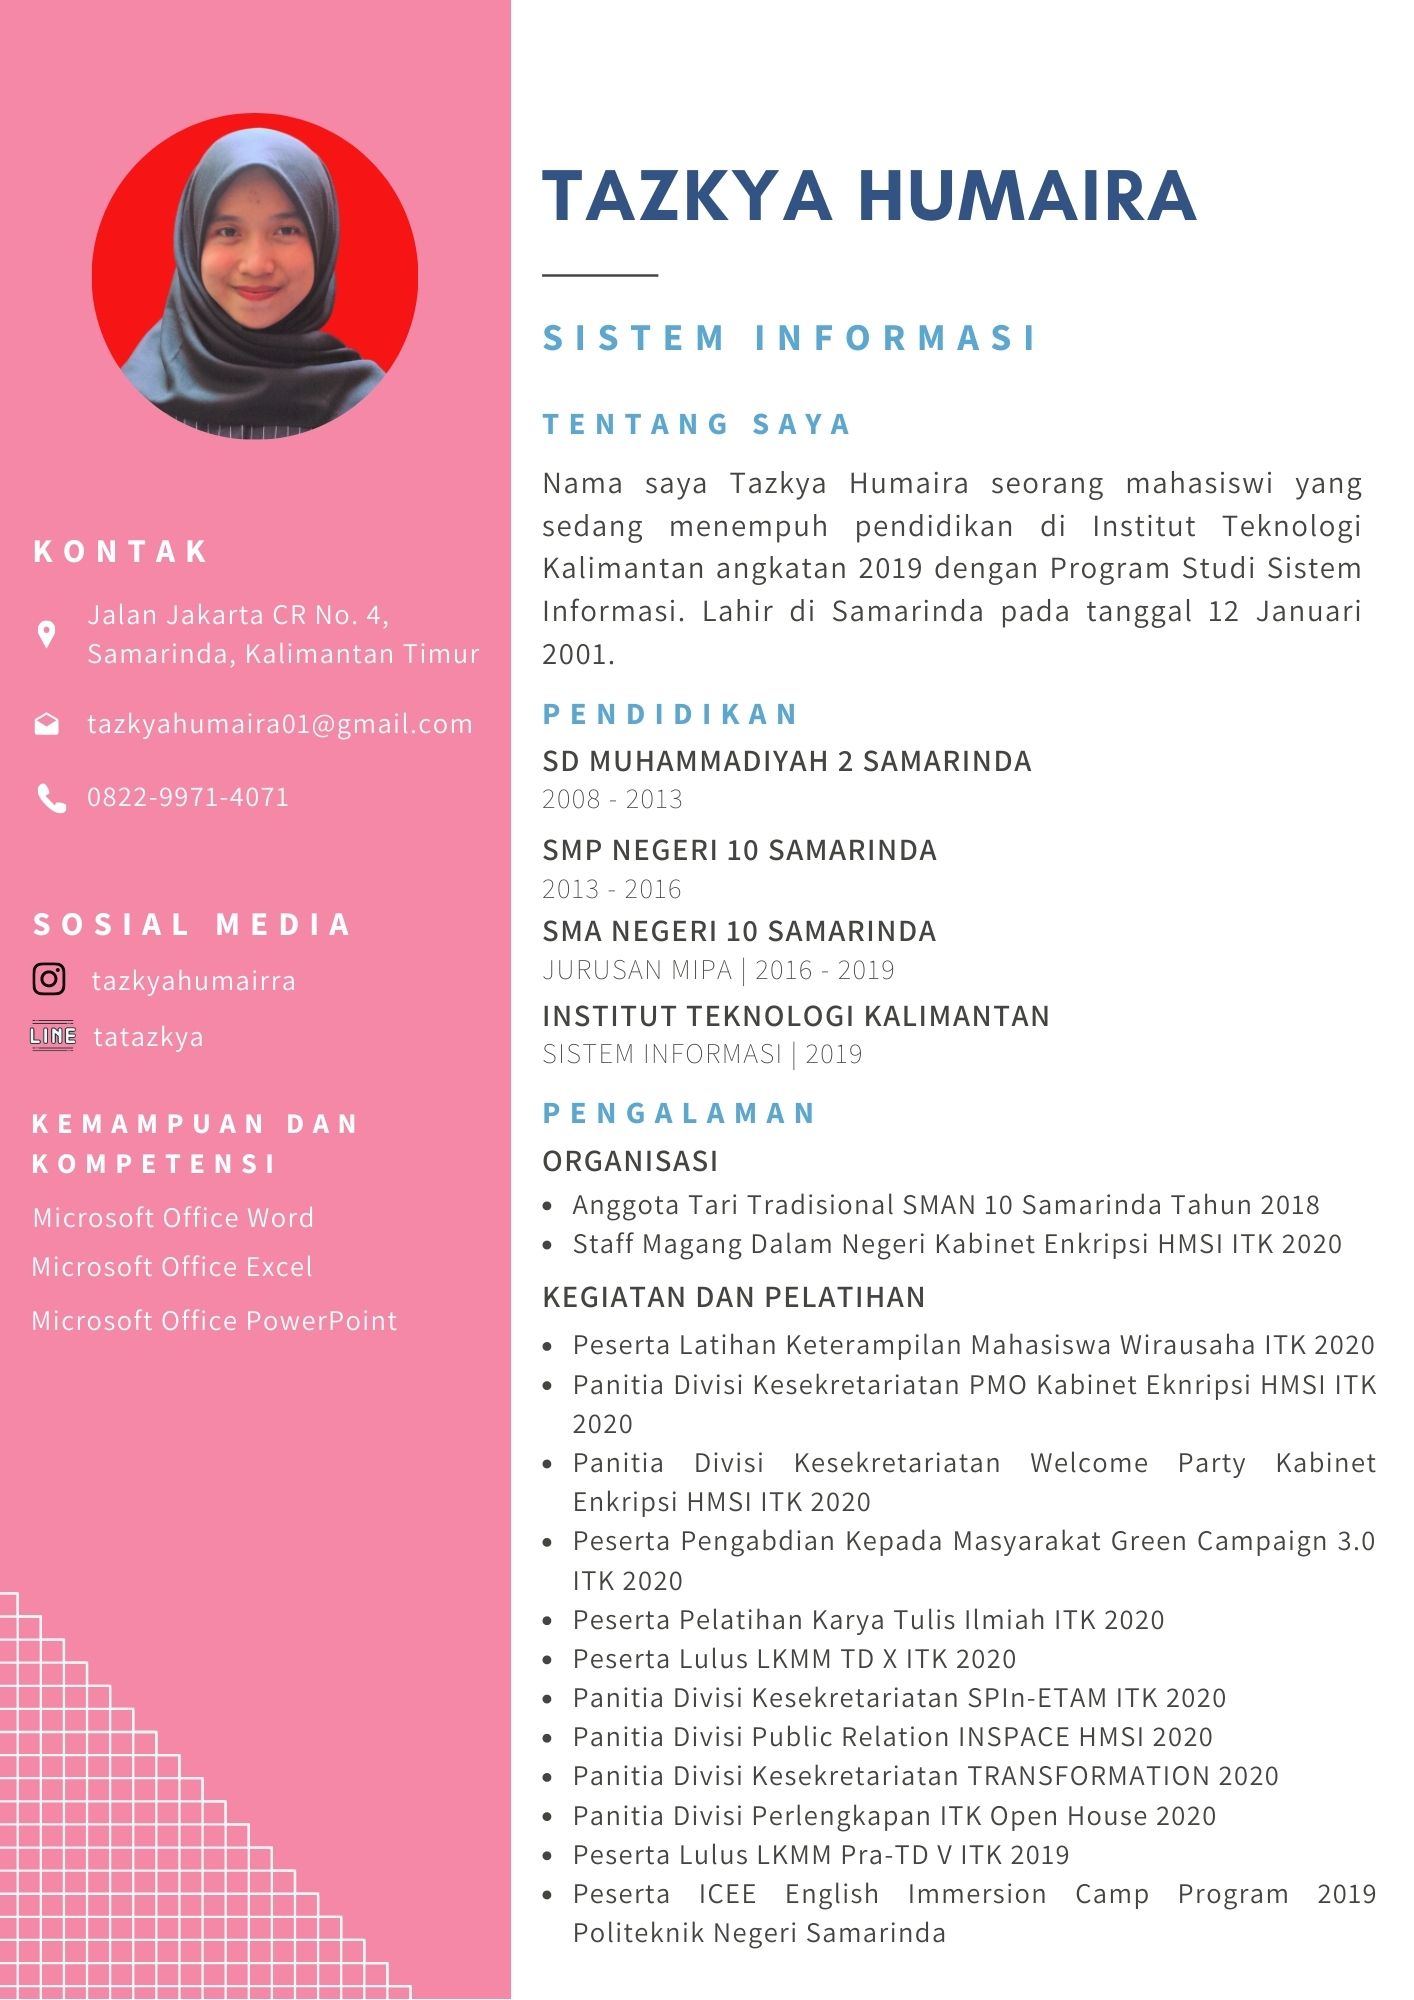 TAZKYA HUMAIRA
SISTEM INFORMASI
TENTANG SAYA
Nama saya Tazkya Humaira seorang mahasiswi yang
sedang menempuh pendidikan di Institut Teknologi
Kalimantan angkatan 2019 dengan Program Studi Sistem
Informasi. Lahir di Samarinda pada tanggal 12 Januari
2001.
PENDIDIKAN
SD MUHAMMADIYAH 2 SAMARINDA
2008 - 2013
SMP NEGERI 10 SAMARINDA
2013 - 2016
SMA NEGERI 10 SAMARINDA
JURUSAN MIPA | 2016 - 2019
INSTITUT TEKNOLOGI KALIMANTAN
SISTEM INFORMASI | 2019
PENGALAMAN
ORGANISASI
• Anggota Tari Tradisional SMAN 10 Samarinda Tahun 2018
• Staff Magang Dalam Negeri Kabinet Enkripsi HMSI ITK 2020
KEGIATAN DAN PELATIHAN
• Peserta Latihan Keterampilan Mahasiswa Wirausaha ITK 2020
• Panitia Divisi Kesekretariatan PMO Kabinet Eknripsi HMSI ITK
2020
• Panitia Divisi Kesekretariatan Welcome Party Kabinet
Enkripsi HMSI ITK 2020
• Peserta Pengabdian Kepada Masyarakat Green Campaign 3.0
ITK 2020
• Peserta Pelatihan Karya Tulis Ilmiah ITK 2020
• Peserta Lulus LKMM TD X ITK 2020
• Panitia Divisi Kesekretariatan SPIn-ETAM ITK 2020
• Panitia Divisi Public Relation INSPACE HMSI 2020
• Panitia Divisi Kesekretariatan TRANSFORMATION 2020
• Panitia Divisi Perlengkapan ITK Open House 2020
• Peserta Lulus LKMM Pra-TD V ITK 2019
• Peserta ICEE English Immersion Camp Program 2019
Politeknik Negeri Samarinda
KONTAK
Jalan Jakarta CR No. 4,
Samarinda, Kalimantan Timur
tazkyahumaira01@gmail.com
0822-9971-4071
SOSIAL MEDIA
tazkyahumairra
LINE tatazkya
KEMAMPUAN DAN
KOMPETENSI
Microsoft Office Word
Microsoft Office Excel
Microsoft Office PowerPoint